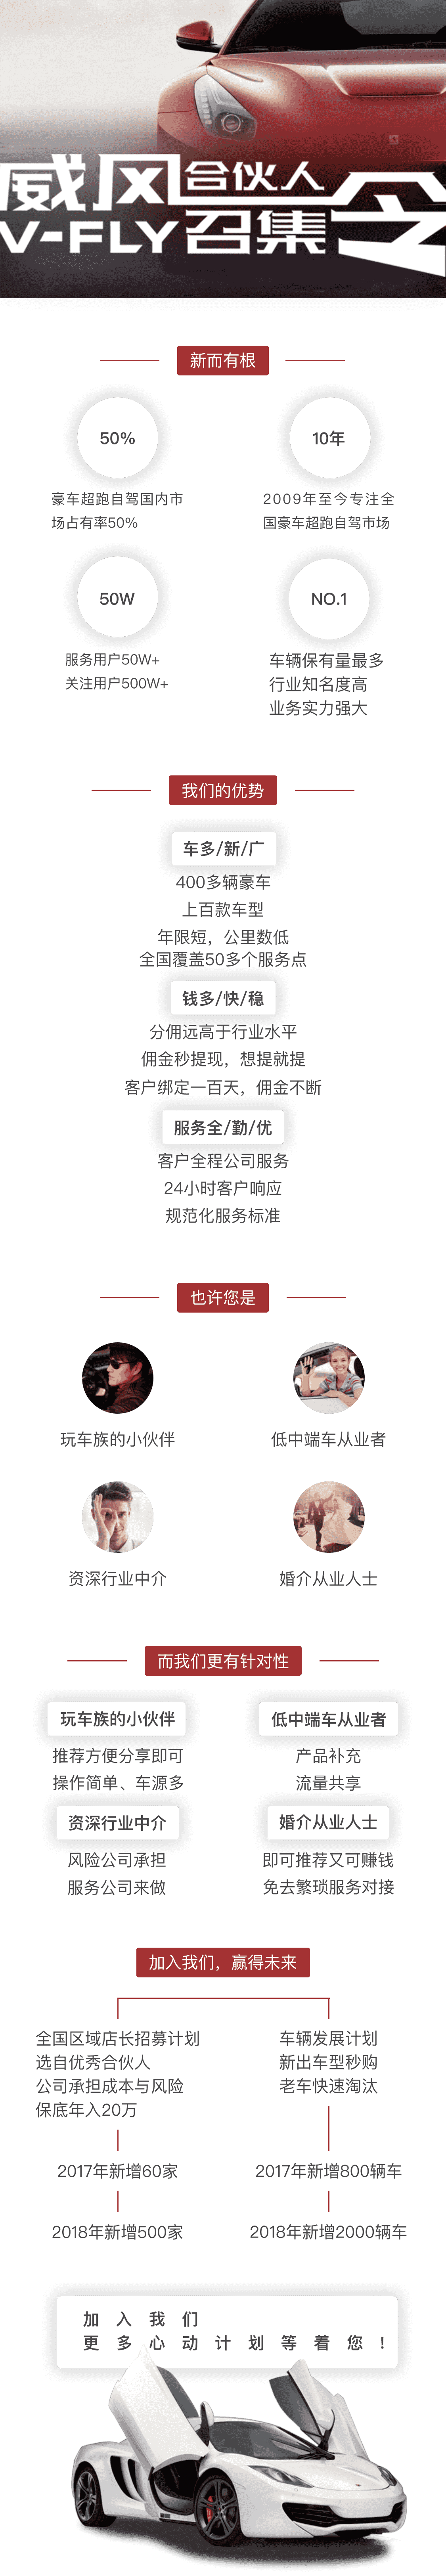 威风合伙人令
V-FLY召集
新而有根
50%
10年
豪车超跑自驾国内市
场占有率50%
2009年至今专注全
国豪车超跑自驾市场
50W
NO.1
服务用户50W+
关注用户500W+
车辆保有量最多
行业知名度高
业务实力强大
我们的优势
车多/新/广
400多辆豪车
上百款车型
年限短，公里数低
全国覆盖50多个服务点
钱多/快/稳
分佣远高于行业水平
佣金秒提现，想提就提
客户绑定一百天，佣金不断
服务全/勤/优
客户全程公司服务
24小时客户响应
规范化服务标准
也许您是
玩车族的小伙伴
低中端车从业者
资深行业中介
婚介从业人士
而我们更有针对性
玩车族的小伙伴
低中端车从业者
推荐方便分享即可
操作简单、车源多
产品补充
流量共享
资深行业中介
婚介从业人士
风险公司承担
服务公司来做
即可推荐又可赚钱
免去繁琐服务对接
加入我们，赢得未来
全国区域店长招募计划
选自优秀合伙人
公司承担成本与风险
保底年入20万
车辆发展计划
新出车型秒购
老车快速淘汰
2017年新增60家
2017年新增800辆车
2018年新增500家
2018年新增2000辆车
加入我们
更多心动计划等着您！